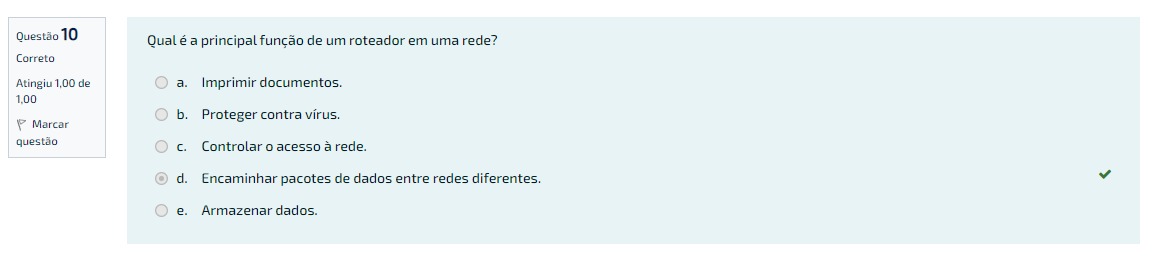 Questão 10
Correto
Atingiu 1,00 de
1,00
Marcar
questão
Qual é a principal função de um roteador em uma rede?
a. Imprimir documentos.
b. Proteger contra vírus.
c. Controlar o acesso à rede.
d. Encaminhar pacotes de dados entre redes diferentes.
e. Armazenar dados.